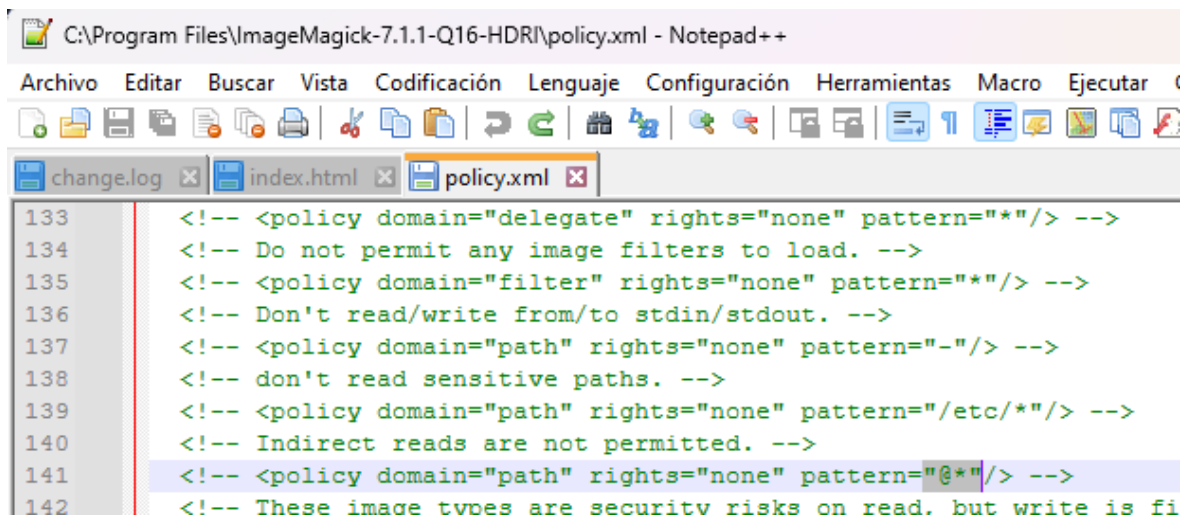 C:\Program Files\ImageMagick-7.1.1-Q16-HDRI\policy.xml - Notepad++
Archivo Editar Buscar Vista Codificación Lenguaje Configuración Herramientas Macro Ejecutar
change.log index.html policy.xml
133 <!-- <policy domain="delegate" rights="none" pattern="*"/> -->
134 <!-- Do not permit any image filters to load. -->
135 <!-- <policy domain="filter" rights="none" pattern="*"/> -->
136 <!-- Don't read/write from/to stdin/stdout. -->
137 <!-- <policy domain="path" rights="none" pattern="-"/> -->
138 <!-- don't read sensitive paths. -->
139 <!-- <policy domain="path" rights="none" pattern="/etc/*"/> -->
140 <!-- Indirect reads are not permitted. -->
141 <!-- <policy domain="path" rights="none" pattern="@*"/> -->
142 <!-- These image types are security risks on read, but write is fi